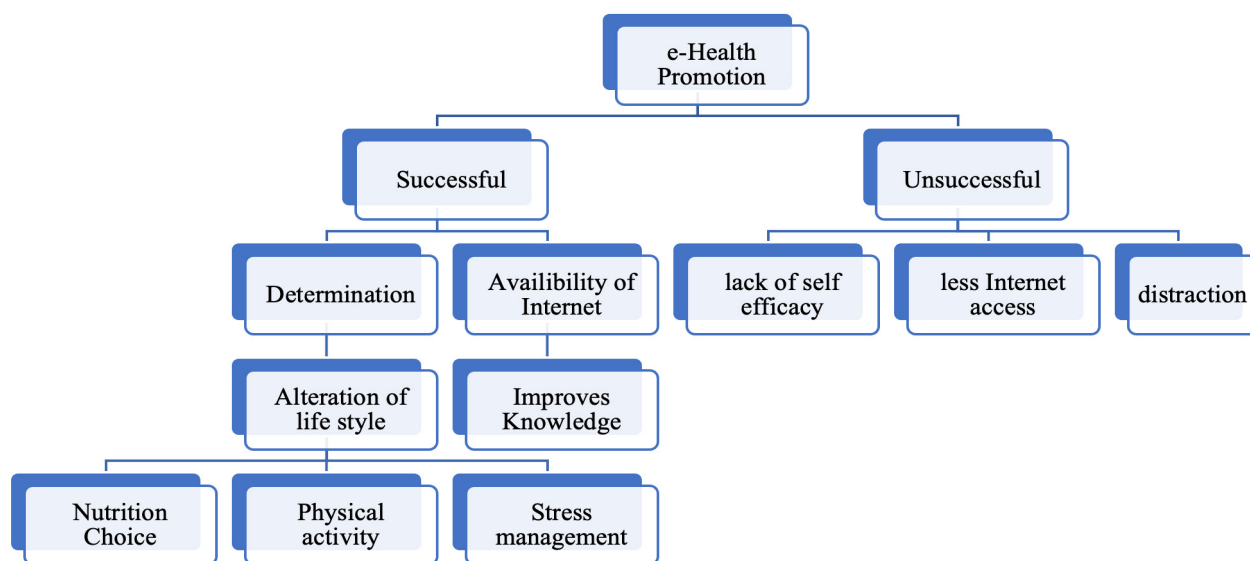 e-Health
Promotion
Successful
Unsuccessful
Determination
Availibility of
Internet
lack of self
efficacy
less Internet
access
distraction
Alteration of
life style
Improves
Knowledge
Nutrition
Choice
Physical
activity
Stress
management